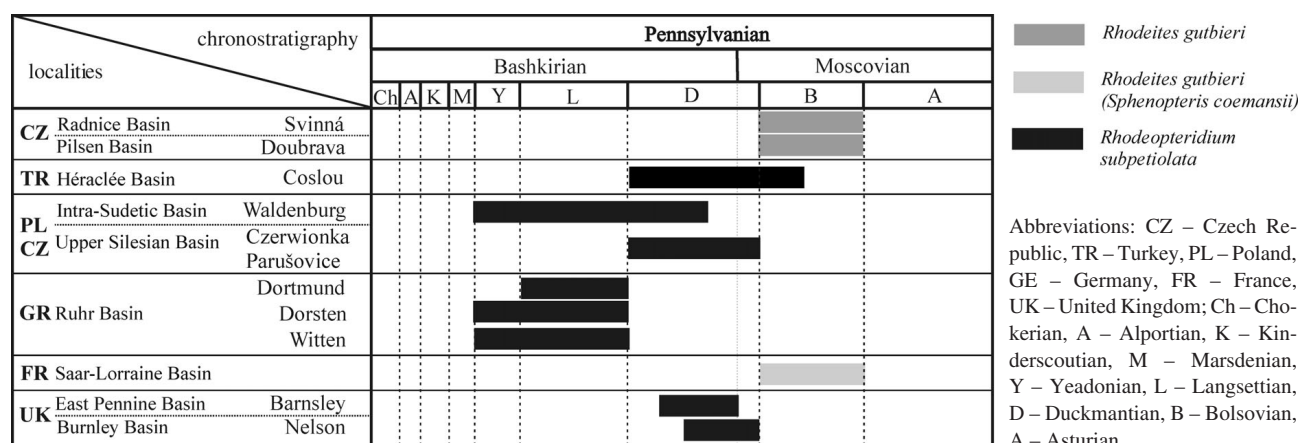 chronostratigraphy
localities
Pennsylvanian
Bashkirian Moscovian
Ch A K M Y L D B A
CZ Radnice Basin Svinná
Pilsen Basin Doubrava
TR Héraclée Basin Coslou
PL Intra-Sudetic Basin Waldenburg
CZ Upper Silesian Basin Czerwionka
Parušovice
Dortmund
GR Ruhr Basin Dorsten
Witten
FR Saar-Lorraine Basin
UK East Pennine Basin Barnsley
Burnley Basin Nelson
Rhodeites gutbieri
Rhodeites gutbieri
(Sphenopteris coemansii)
Rhodeopteridium
subpetiolata
Abbreviations: CZ – Czech Re-
public, TR – Turkey, PL – Poland,
GE – Germany, FR – France,
UK – United Kingdom; Ch – Cho-
kerian, A – Alportian, K – Kin-
derscoutian, M – Marsdenian,
Y – Yeadonian, L – Langsettian,
D – Duckmantian, B – Bolsovian,
A – Asturian